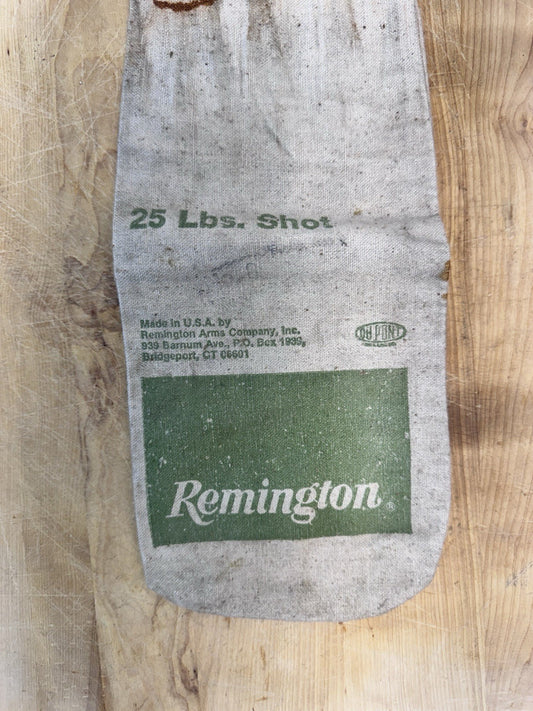 25 Lbs. Shot
Made in U.S.A. by
Remington Arms Company, Inc.
939 Barnum Ave., P.O. Box 1939,
Bridgeport, CT 06601
DU PONT
Remington®